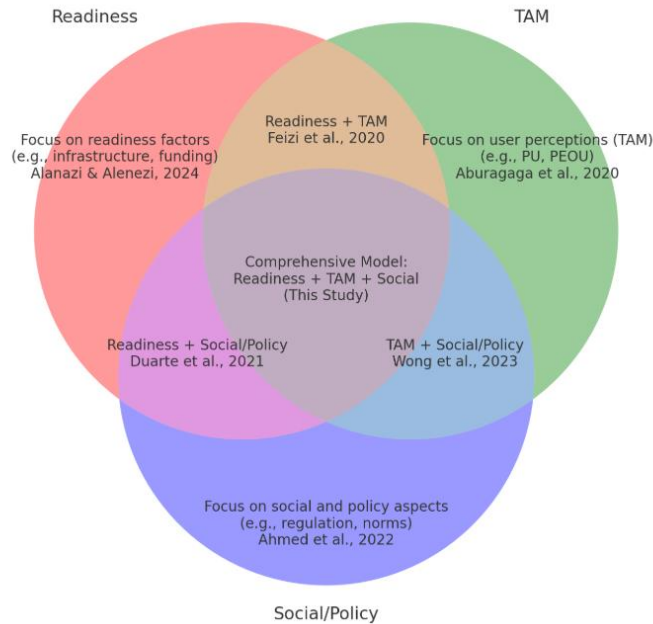 Readiness
TAM
Readiness + TAM
Feizi et al., 2020
Focus on readiness factors
(e.g., infrastructure, funding)
Alanazi & Alenezi, 2024
Focus on user perceptions (TAM)
(e.g., PU, PEOU)
Aburagaga et al., 2020
Comprehensive Model:
Readiness + TAM + Social
(This Study)
Readiness + Social/Policy
Duarte et al., 2021
TAM + Social/Policy
Wong et al., 2023
Focus on social and policy aspects
(e.g., regulation, norms)
Ahmed et al., 2022
Social/Policy